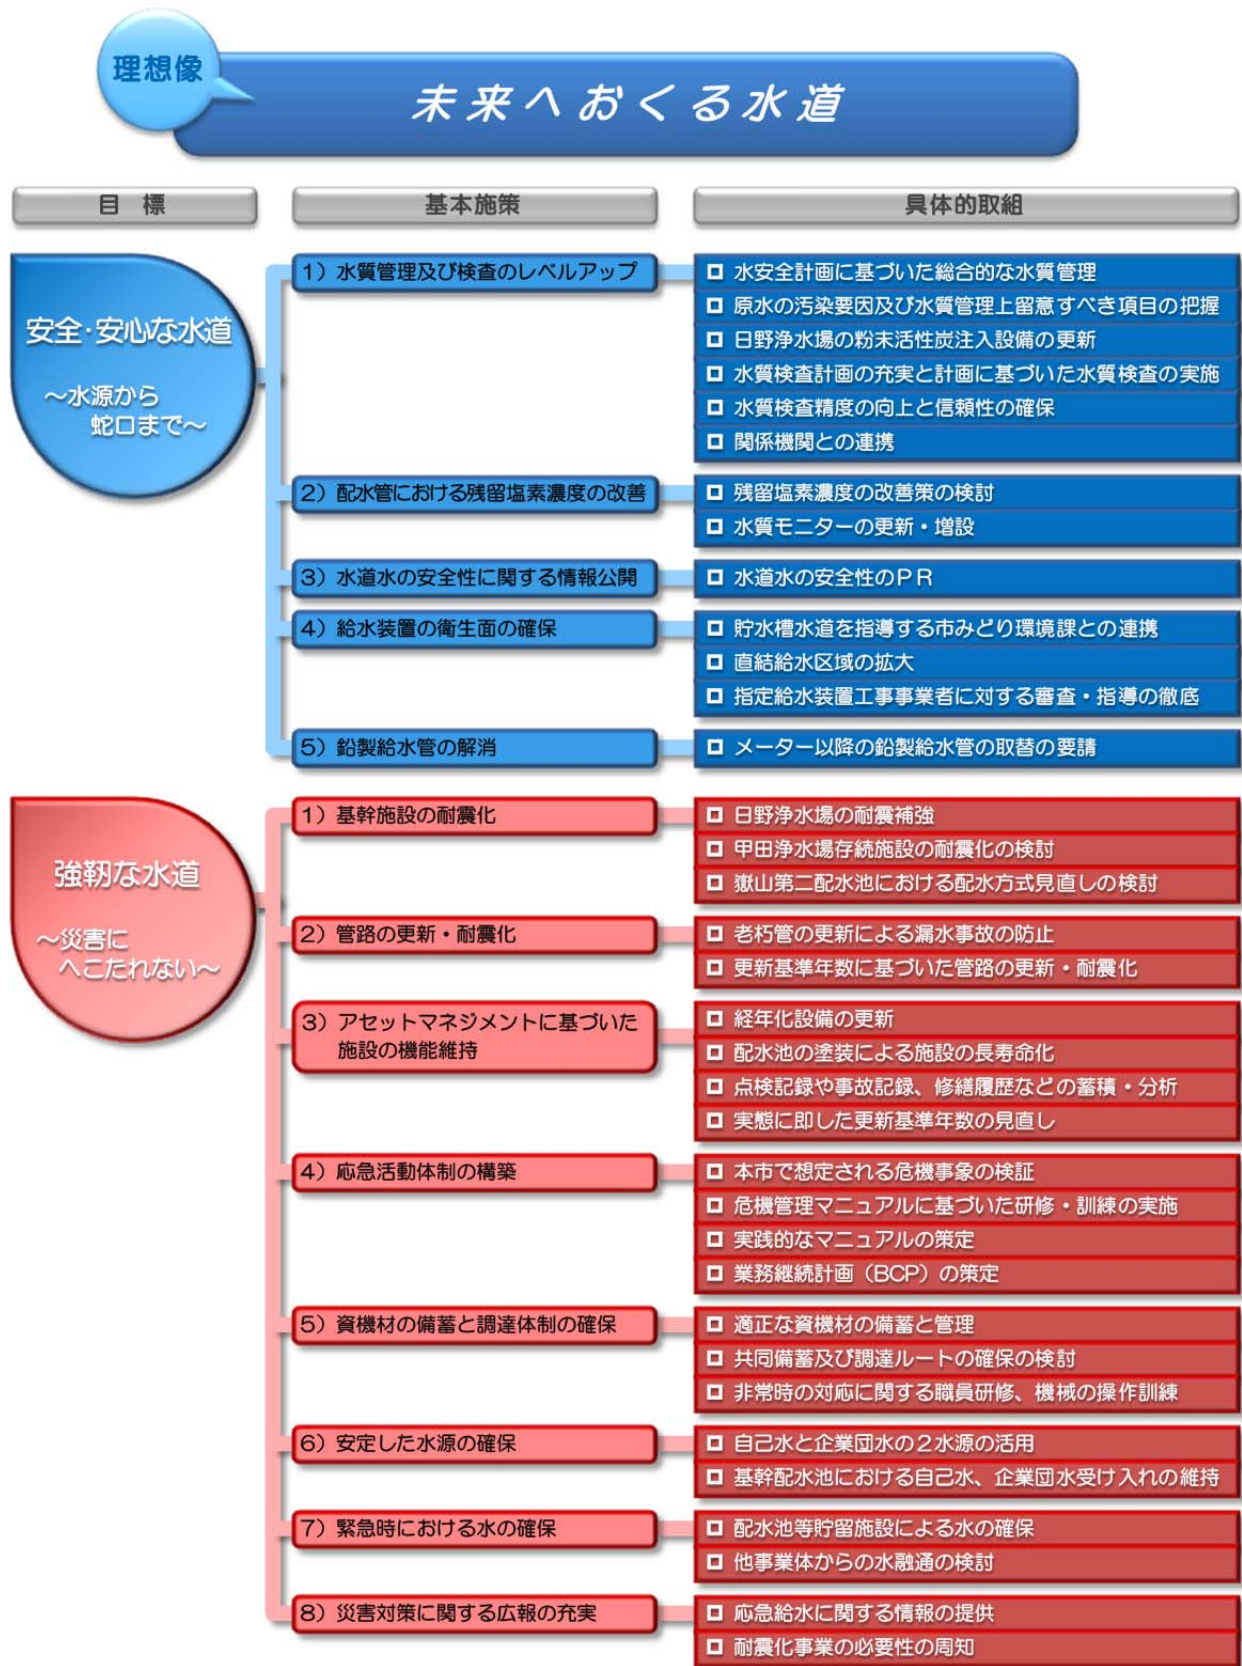 理想像
未来へおくる水道
目 標
基本施策
具体的取組
安全・安心な水道
～水源から
蛇口まで～
1）水質管理及び検査のレベルアップ
水安全計画に基づいた総合的な水質管理
原水の汚染要因及び水質管理上留意すべき項目の把握
日野浄水場の粉末活性炭注入設備の更新
水質検査計画の充実と計画に基づいた水質検査の実施
水質検査精度の向上と信頼性の確保
関係機関との連携
2）配水管における残留塩素濃度の改善
残留塩素濃度の改善策の検討
水質モニターの更新・増設
3）水道水の安全性に関する情報公開
水道水の安全性のＰＲ
4）給水装置の衛生面の確保
貯水槽水道を指導する市みどり環境課との連携
直結給水区域の拡大
指定給水装置工事事業者に対する審査・指導の徹底
5）鉛製給水管の解消
メーター以降の鉛製給水管の取替の要請
強靭な水道
～災害に
へこたれない～
1）基幹施設の耐震化
日野浄水場の耐震補強
甲田浄水場存続施設の耐震化の検討
嶽山第二配水池における配水方式見直しの検討
2）管路の更新・耐震化
老朽管の更新による漏水事故の防止
更新基準年数に基づいた管路の更新・耐震化
3）アセットマネジメントに基づいた
施設の機能維持
経年化設備の更新
配水池の塗装による施設の長寿命化
点検記録や事故記録、修繕履歴などの蓄積・分析
実態に即した更新基準年数の見直し
4）応急活動体制の構築
本市で想定される危機事象の検証
危機管理マニュアルに基づいた研修・訓練の実施
実践的なマニュアルの策定
業務継続計画（BCP）の策定
5）資機材の備蓄と調達体制の確保
適正な資機材の備蓄と管理
共同備蓄及び調達ルートの確保の検討
非常時の対応に関する職員研修、機械の操作訓練
6）安定した水源の確保
自己水と企業団水の２水源の活用
基幹配水池における自己水、企業団水受け入れの維持
7）緊急時における水の確保
配水池等貯留施設による水の確保
他事業体からの水融通の検討
8）災害対策に関する広報の充実
応急給水に関する情報の提供
耐震化事業の必要性の周知